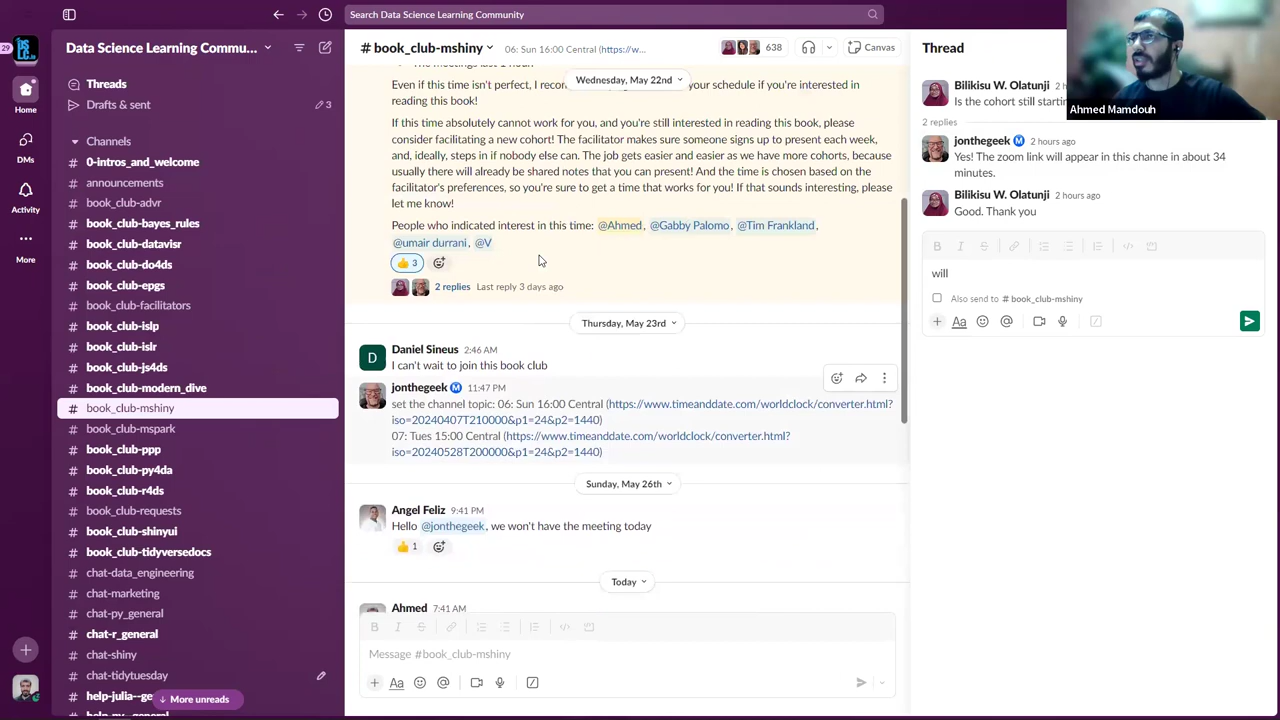 Search Data Science Learning Community
29
Home
DMs
Activity
More
Data Science Learning Commu...
Threads
Drafts & sent
3
Channels
# 0-intros_and_welcome
# announcements
# book_club-advr
# book_club-bayes_rules
# book_club-datavisr
# book_club-do4ds
# book_club-epgs
# book_club-facilitators
# book_club-islp
# book_club-islr
# book_club-js4ds
# book_club-modern_dive
# book_club-mshiny
# book_club-mspark
# book_club-ppp
# book_club-py4da
# book_club-r4ds
# book_club-requests
# book_club-shinyui
# book_club-tidyversedocs
# chat-data_engineering
# chat-marketing
# chat-py_general
# chat-r_general
# chat-shiny
# chat-tidytuesday
# help-julia--ge
More unreads
# book_club-mshiny
06: Sun 16:00 Central (https://w...
638
Canvas
Wednesday, May 22nd
Even if this time isn't perfect, I recom
your schedule if you're interested in
reading this book!
If this time absolutely cannot work for you, and you're still interested in reading this book, please
consider facilitating a new cohort! The facilitator makes sure someone signs up to present each week,
and, ideally, steps in if nobody else can. The job gets easier and easier as we have more cohorts, because
usually there will already be shared notes that you can present! And the time is chosen based on the
facilitator's preferences, so you're sure to get a time that works for you! If that sounds interesting, please
let me know!
People who indicated interest in this time: @Ahmed, @Gabby Palomo, @Tim Frankland,
@umair durrani, @V
3
2 replies Last reply 3 days ago
Thursday, May 23rd
D
Daniel Sineus 2:46 AM
I can't wait to join this book club
jonthegeek M 11:47 PM
set the channel topic: 06: Sun 16:00 Central (https://www.timeanddate.com/worldclock/converter.html?
iso=20240407T210000&p1=24&p2=1440)
07: Tues 15:00 Central (https://www.timeanddate.com/worldclock/converter.html?
iso=20240528T200000&p1=24&p2=1440)
Sunday, May 26th
Angel Feliz 9:41 PM
Hello @jonthegeek, we won't have the meeting today
1
Today
Ahmed 7:41 AM
Message #book_club-mshiny
Thread
Bilikisu W. Olatunji 2 h
Is the cohort still startin
2 replies
jonthegeek M 2 hours ago
Yes! The zoom link will appear in this channe in about 34
minutes.
Bilikisu W. Olatunji 2 hours ago
Good. Thank you
will
Also send to # book_club-mshiny
Ahmed Mamdouh